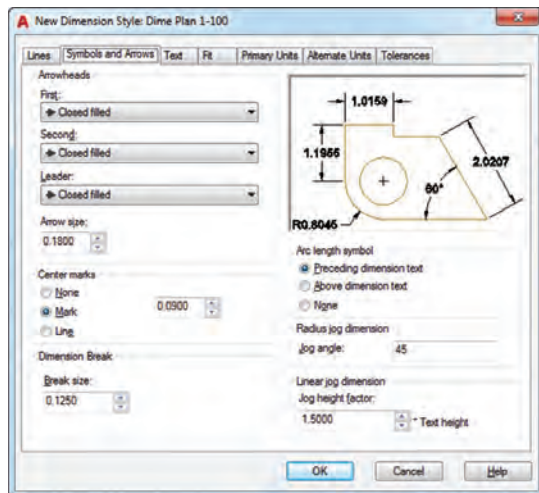 New Dimension Style: Dime Plan 1-100
Lines Symbols and Arrows Text Fit Primary Units Alternate Units Tolerances
Arrowheads
First:
Closed filled
Second:
Closed filled
Leader:
Closed filled
Arrow size:
0.1800
Center marks
None
Mark
0.0900
Line
Dimension Break
Break size:
0.1250
1.0159
1.1955
2.0207
60°
R0.8045
Arc length symbol
Preceding dimension text
Above dimension text
None
Radius jog dimension
Jog angle: 45
Linear jog dimension
Jog height factor:
1.5000 * Text height
OK Cancel Help